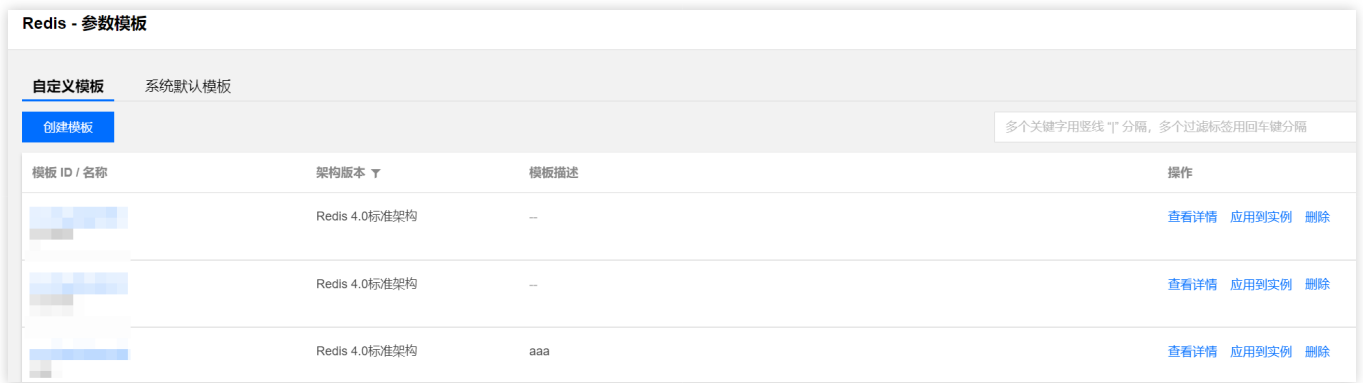 Redis - 参数模板
自定义模板 系统默认模板
创建模板 多个关键字用竖线 "|" 分隔，多个过滤标签用回车键分隔
模板 ID / 名称 架构版本 模板描述 操作
Redis 4.0标准架构 -- 查看详情 应用到实例 删除
Redis 4.0标准架构 -- 查看详情 应用到实例 删除
Redis 4.0标准架构 aaa 查看详情 应用到实例 删除